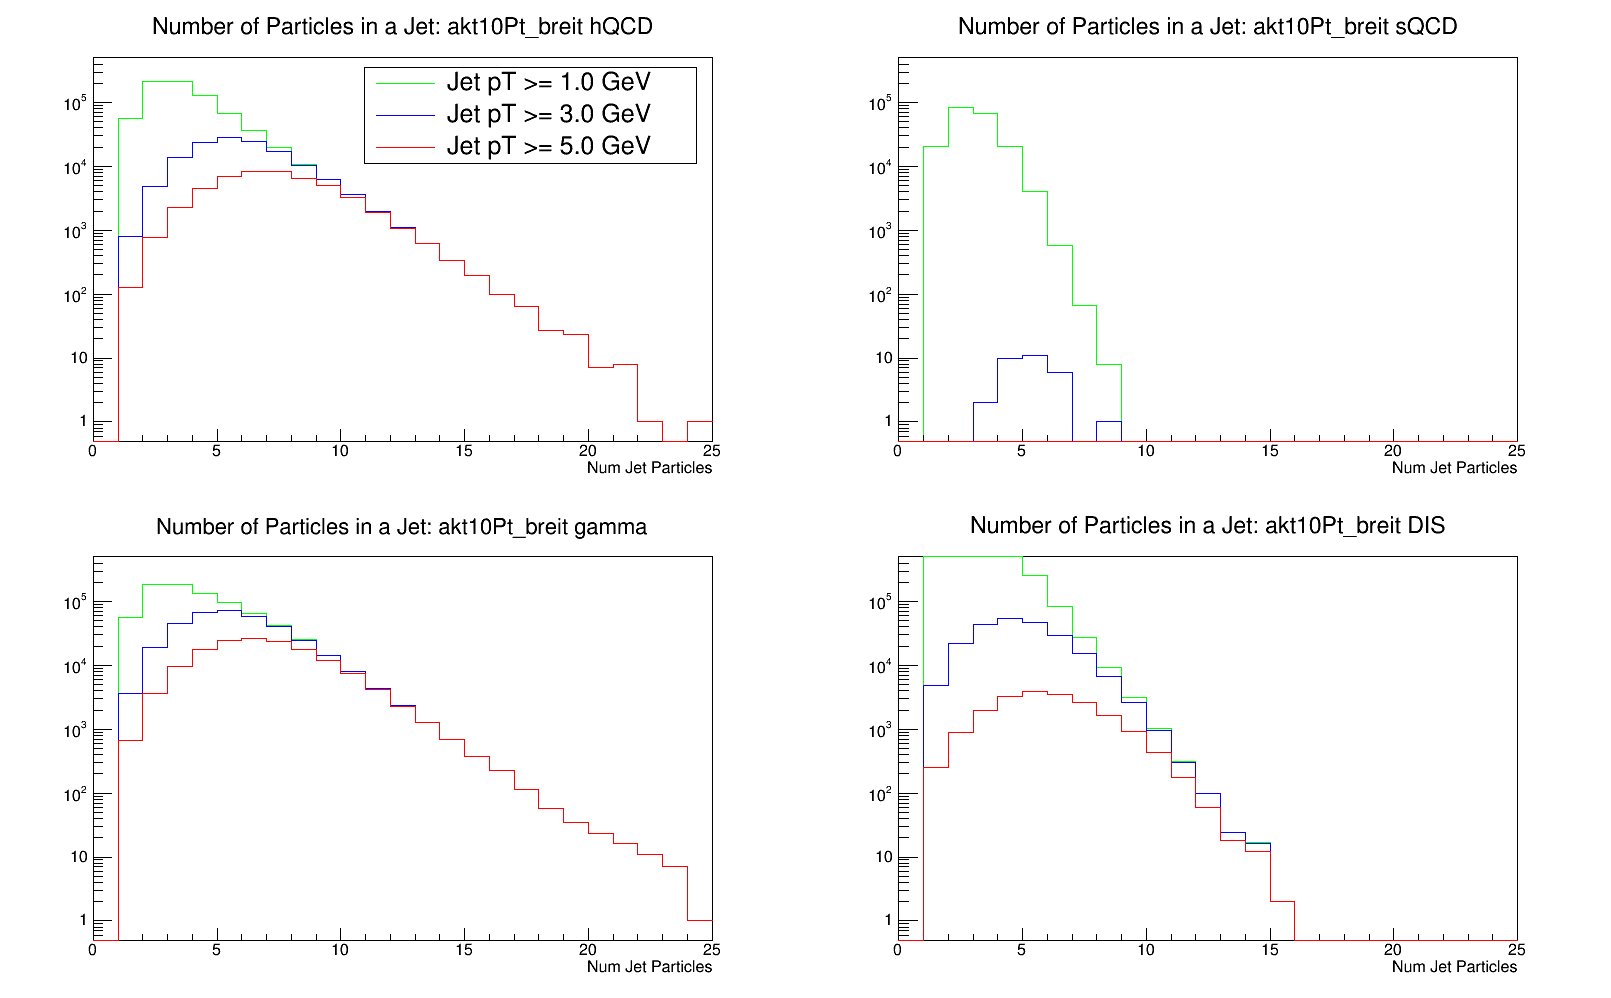 Number of Particles in a Jet: akt10Pt_breit hQCD
Jet pT >= 1.0 GeV
Jet pT >= 3.0 GeV
Jet pT >= 5.0 GeV
10^5
10^4
10^3
10^2
10
1
0 5 10 15 20 25
Num Jet Particles
Number of Particles in a Jet: akt10Pt_breit sQCD
10^5
10^4
10^3
10^2
10
1
0 5 10 15 20 25
Num Jet Particles
Number of Particles in a Jet: akt10Pt_breit gamma
10^5
10^4
10^3
10^2
10
1
0 5 10 15 20 25
Num Jet Particles
Number of Particles in a Jet: akt10Pt_breit DIS
10^5
10^4
10^3
10^2
10
1
0 5 10 15 20 25
Num Jet Particles